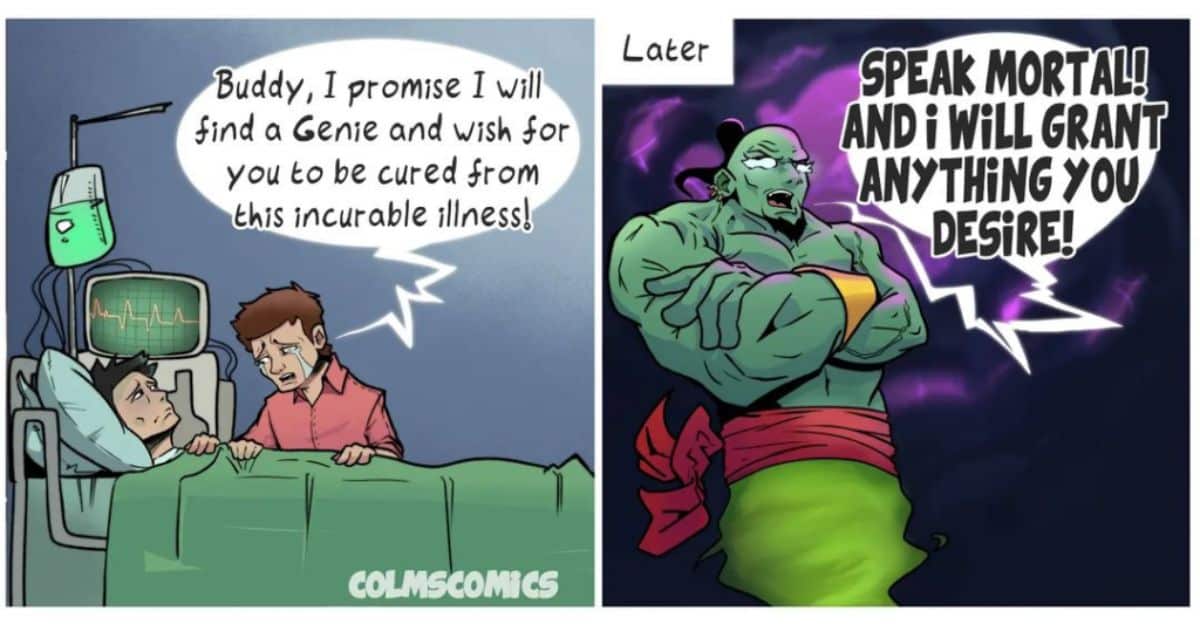 Buddy, I promise I will
find a Genie and wish for
you to be cured from
this incurable illness!
COLMSCOMICS
Later
SPEAK MORTAL!
AND i WiLL GRANT
ANYTHiNG YOU
DESiRE!